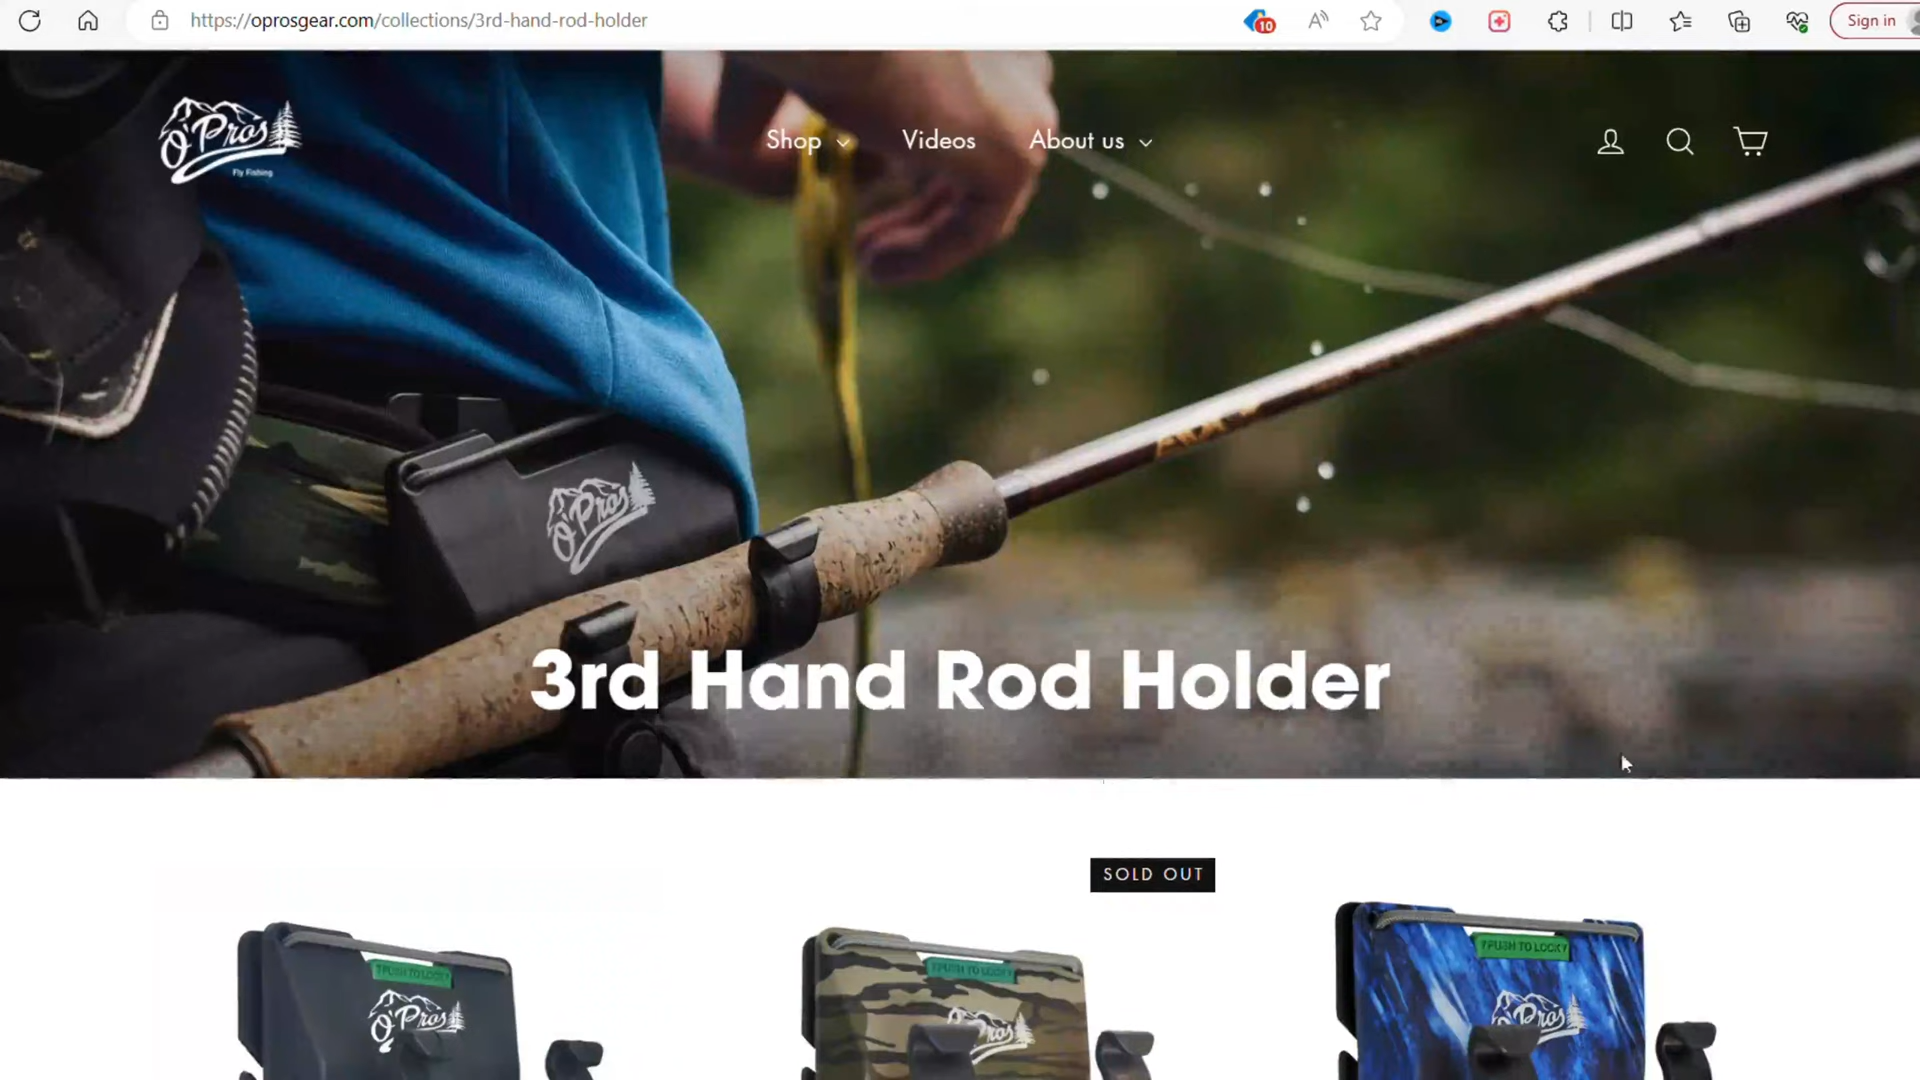 https://oprosgear.com/collections/3rd-hand-rod-holder
10
Sign in
O'Pros
Fly Fishing
Shop
Videos
About us
O'Pros
3rd Hand Rod Holder
SOLD OUT
PUSH TO LOCK
PUSH TO LOCK
PUSH TO LOCK
O'Pros
O'Pros
O'Pros